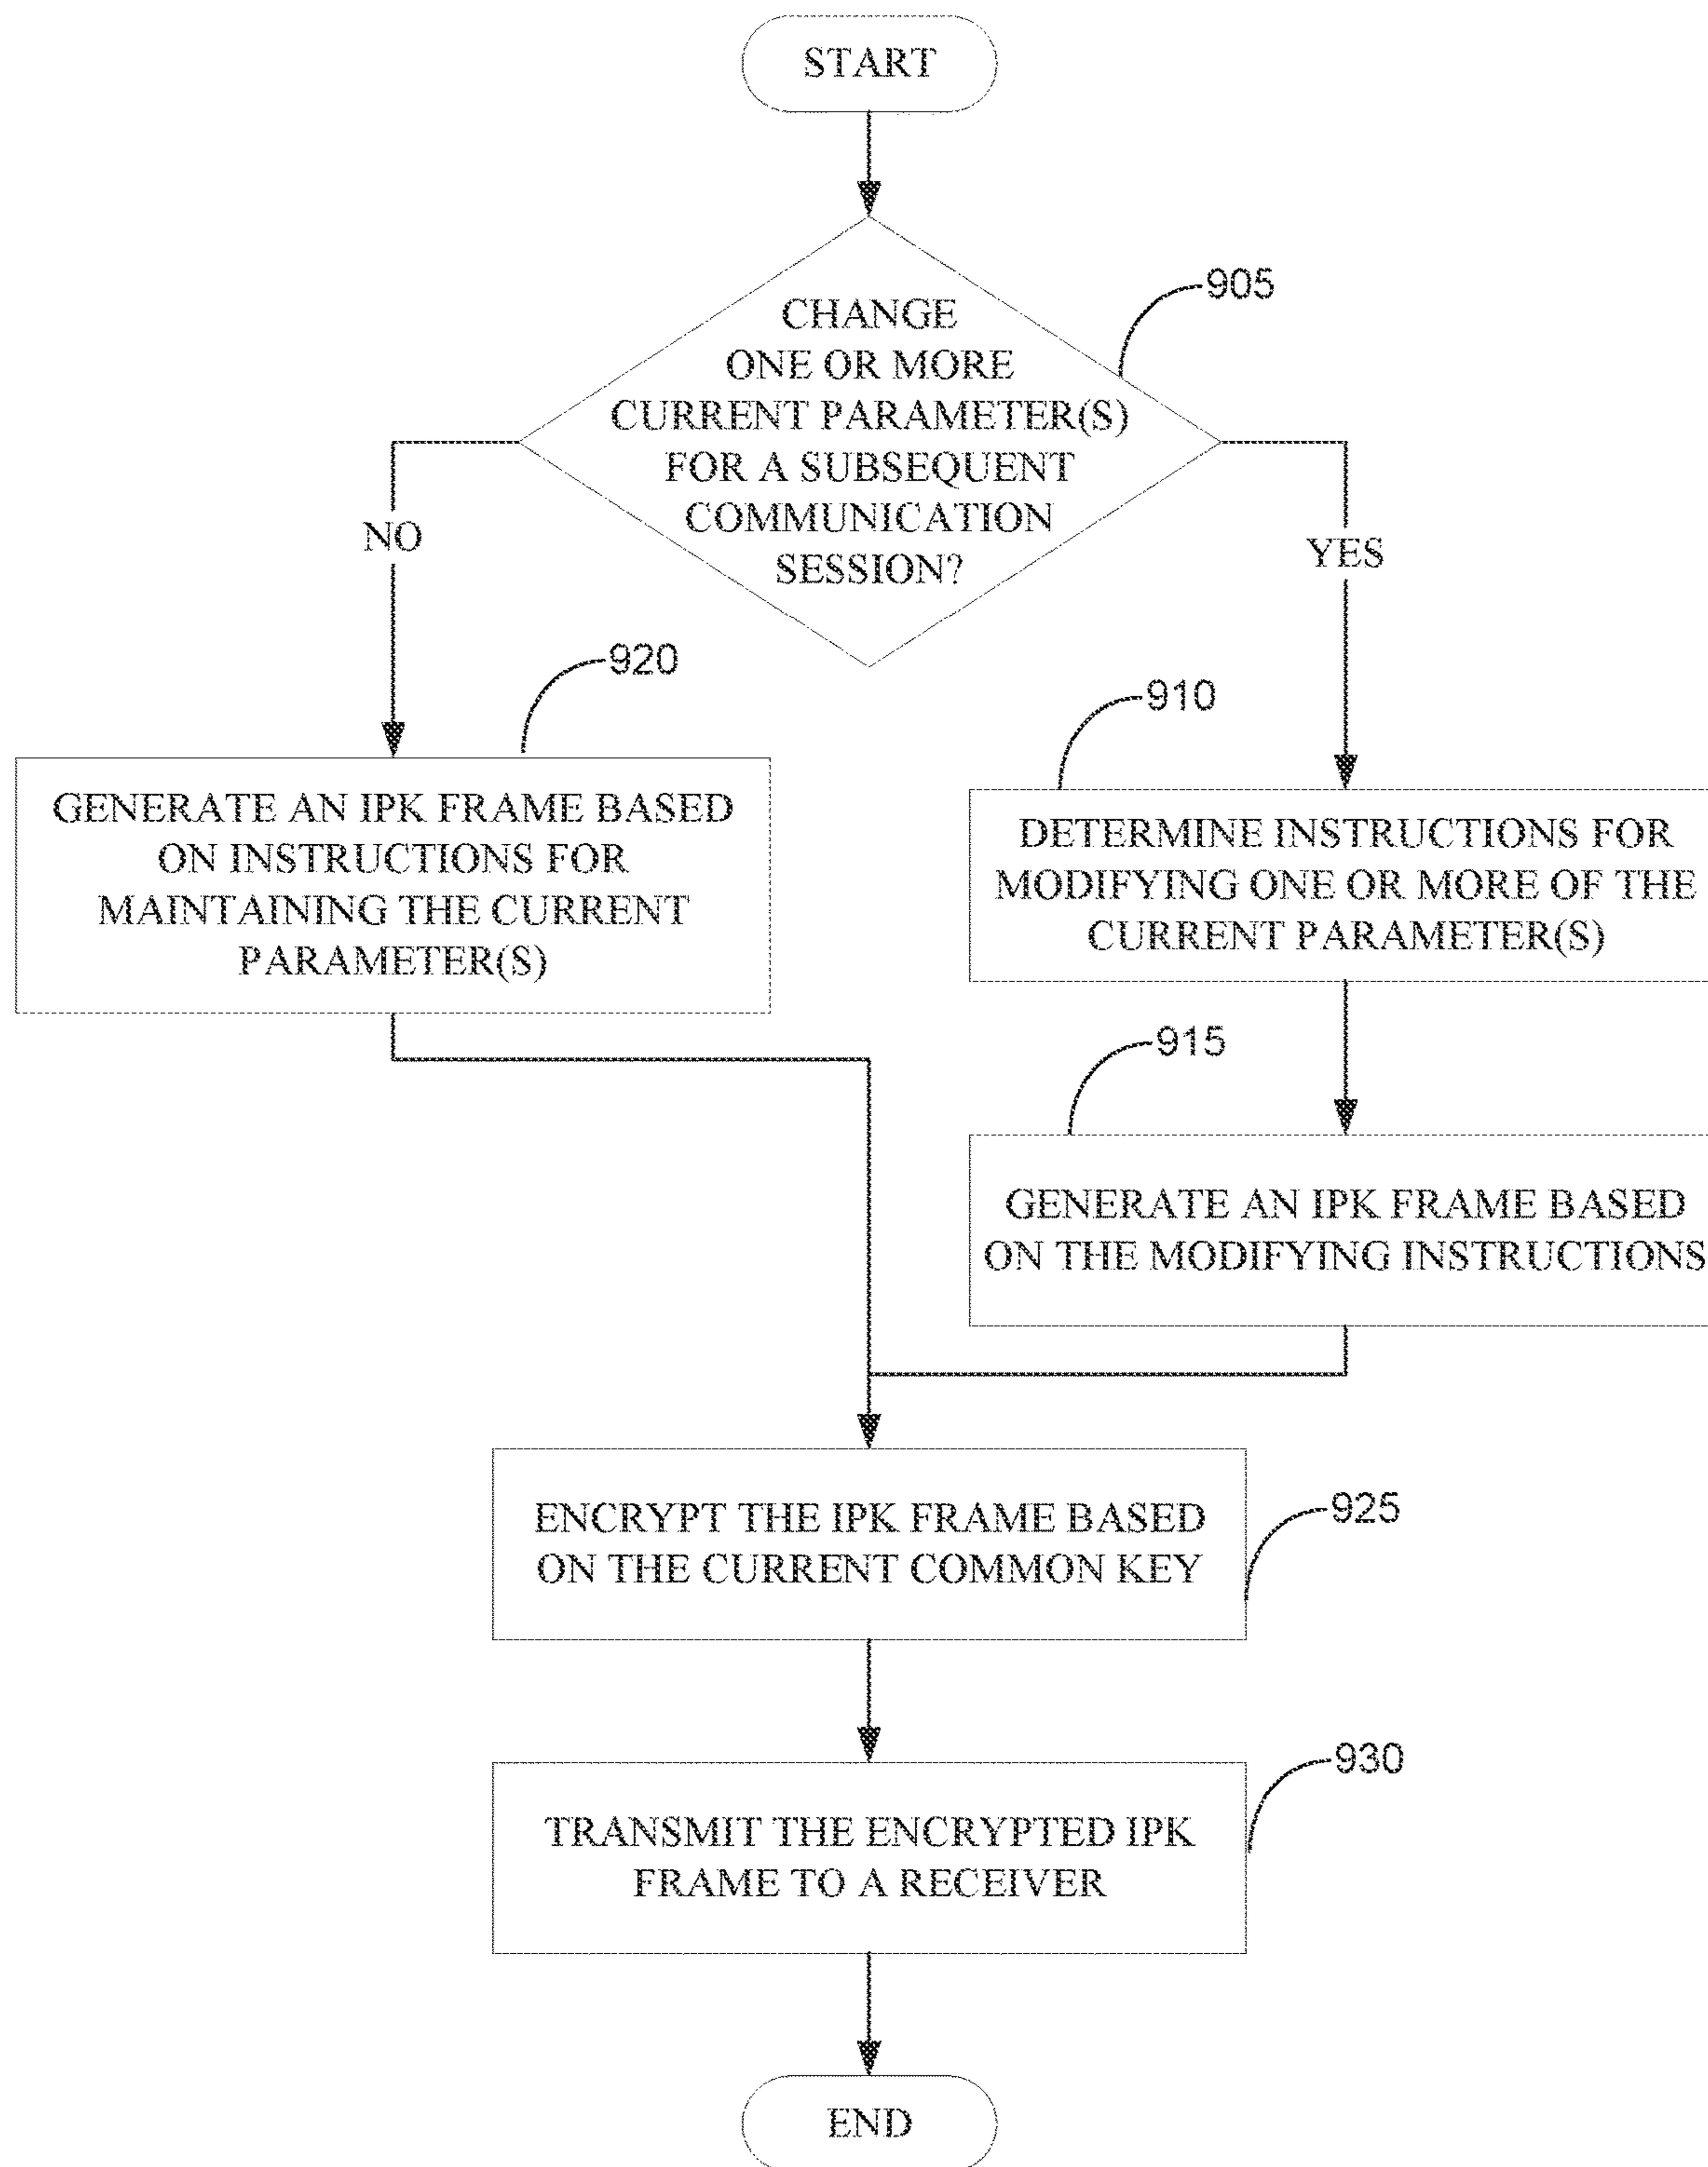 START
905
CHANGE
ONE OR MORE
CURRENT PARAMETER(S)
FOR A SUBSEQUENT
COMMUNICATION
SESSION?
NO
YES
920
GENERATE AN IPK FRAME BASED
ON INSTRUCTIONS FOR
MAINTAINING THE CURRENT
PARAMETER(S)
910
DETERMINE INSTRUCTIONS FOR
MODIFYING ONE OR MORE OF THE
CURRENT PARAMETER(S)
915
GENERATE AN IPK FRAME BASED
ON THE MODIFYING INSTRUCTIONS
ENCRYPT THE IPK FRAME BASED
ON THE CURRENT COMMON KEY
925
TRANSMIT THE ENCRYPTED IPK
FRAME TO A RECEIVER
930
END